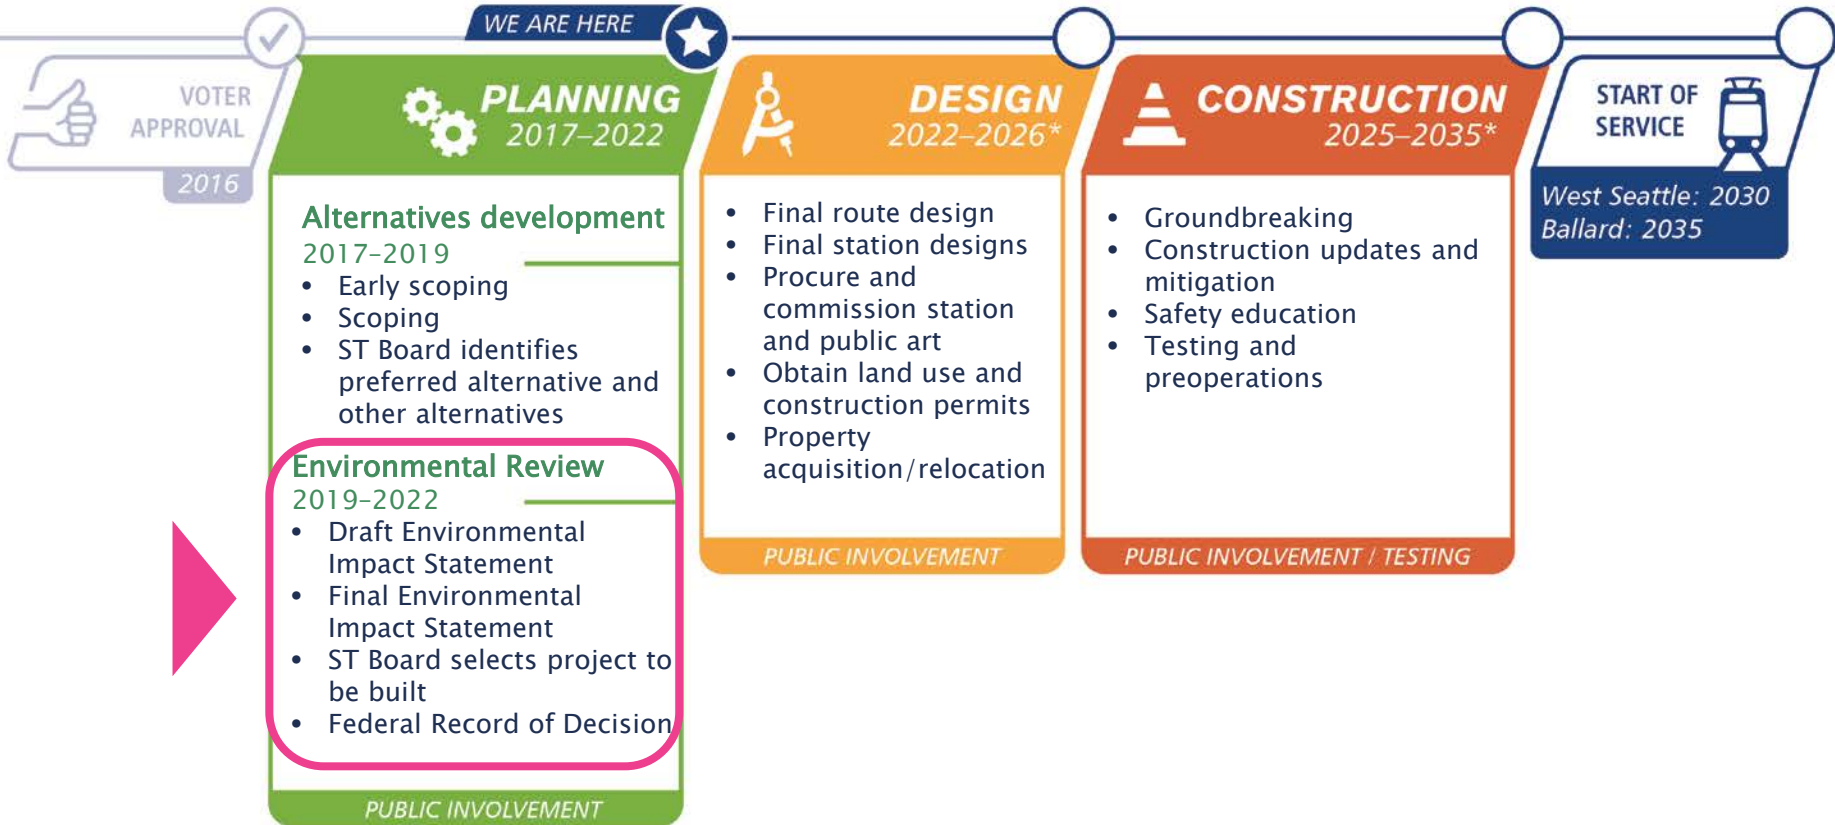 WE ARE HERE
VOTER
APPROVAL
2016
PLANNING
2017–2022
Alternatives development
2017–2019
• Early scoping
• Scoping
• ST Board identifies
preferred alternative and
other alternatives
Environmental Review
2019–2022
• Draft Environmental
Impact Statement
• Final Environmental
Impact Statement
• ST Board selects project to
be built
• Federal Record of Decision
PUBLIC INVOLVEMENT
DESIGN
2022–2026*
• Final route design
• Final station designs
• Procure and
commission station
and public art
• Obtain land use and
construction permits
• Property
acquisition/relocation
PUBLIC INVOLVEMENT
CONSTRUCTION
2025–2035*
• Groundbreaking
• Construction updates and
mitigation
• Safety education
• Testing and
preoperations
PUBLIC INVOLVEMENT / TESTING
START OF
SERVICE
West Seattle: 2030
Ballard: 2035